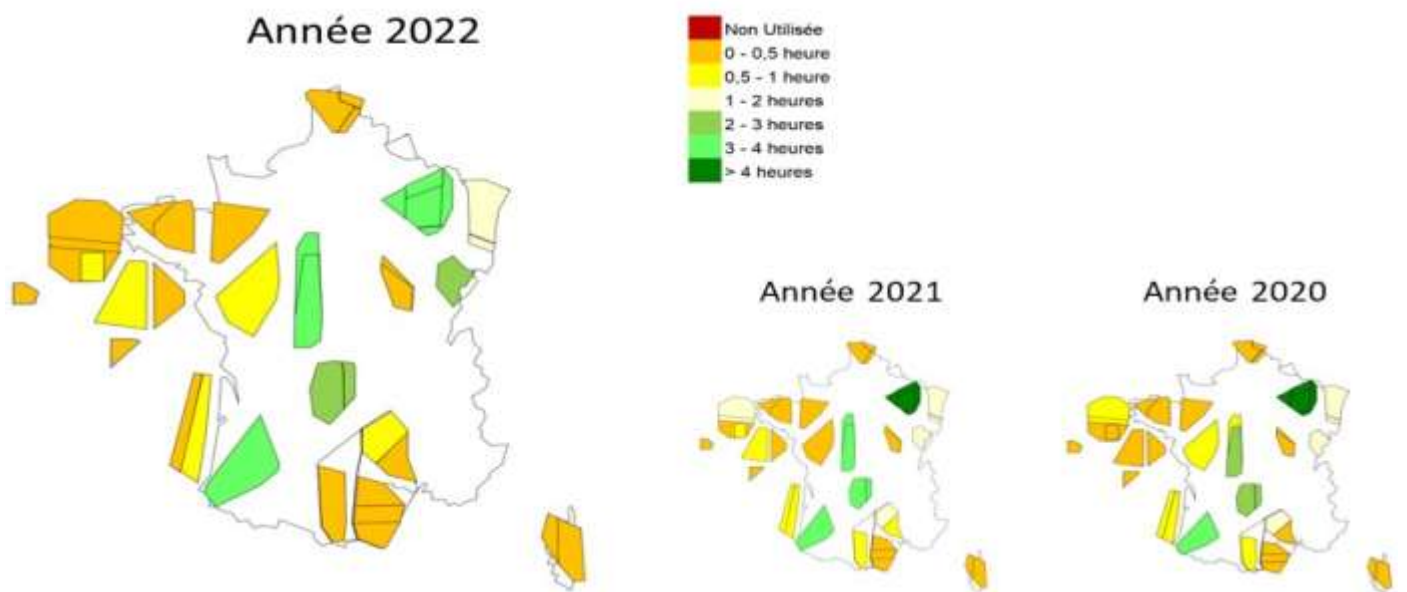 Année 2022
Non Utilisée
0 - 0,5 heure
0,5 - 1 heure
1 - 2 heures
2 - 3 heures
3 - 4 heures
> 4 heures
Année 2021
Année 2020